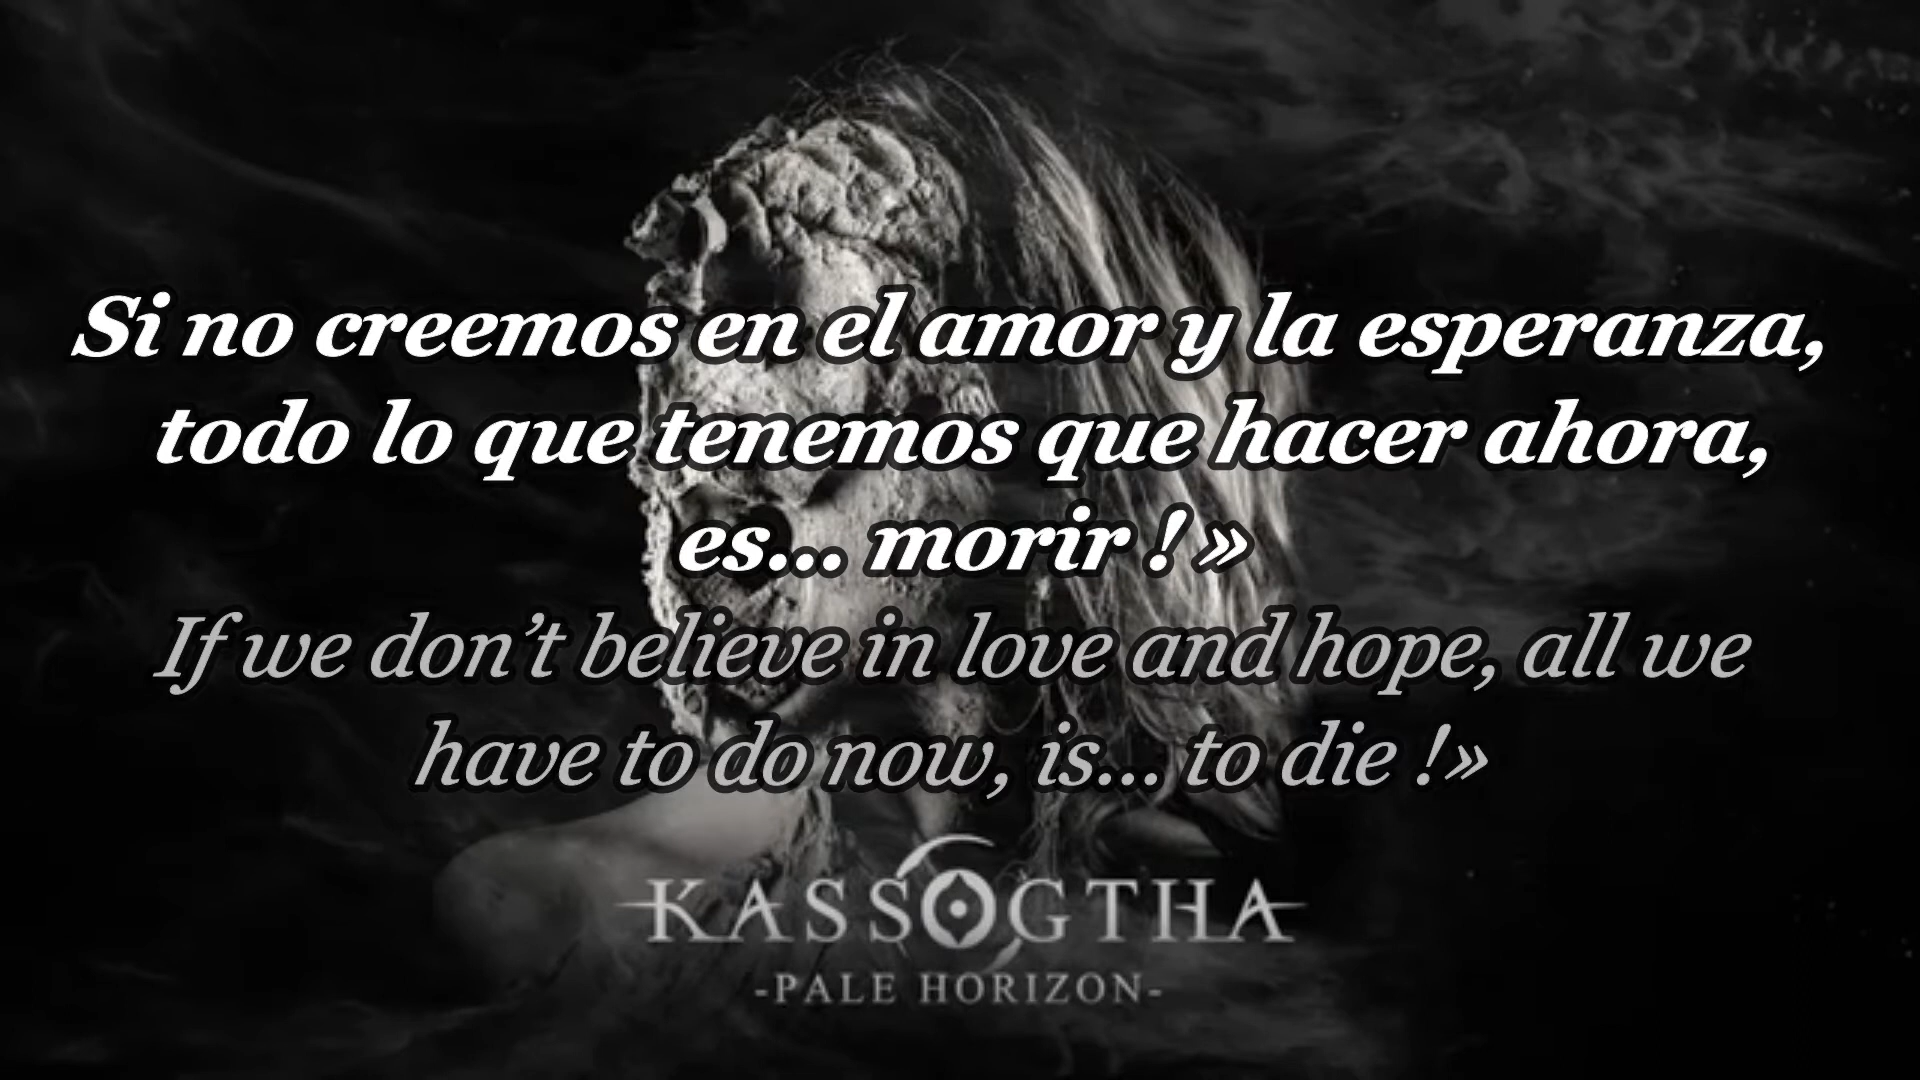 Si no creemos en el amor y la esperanza,
todo lo que tenemos que hacer ahora,
es... morir ! »
If we don’t believe in love and hope, all we
have to do now, is... to die !»
KASSOGTHA
-PALE HORIZON-